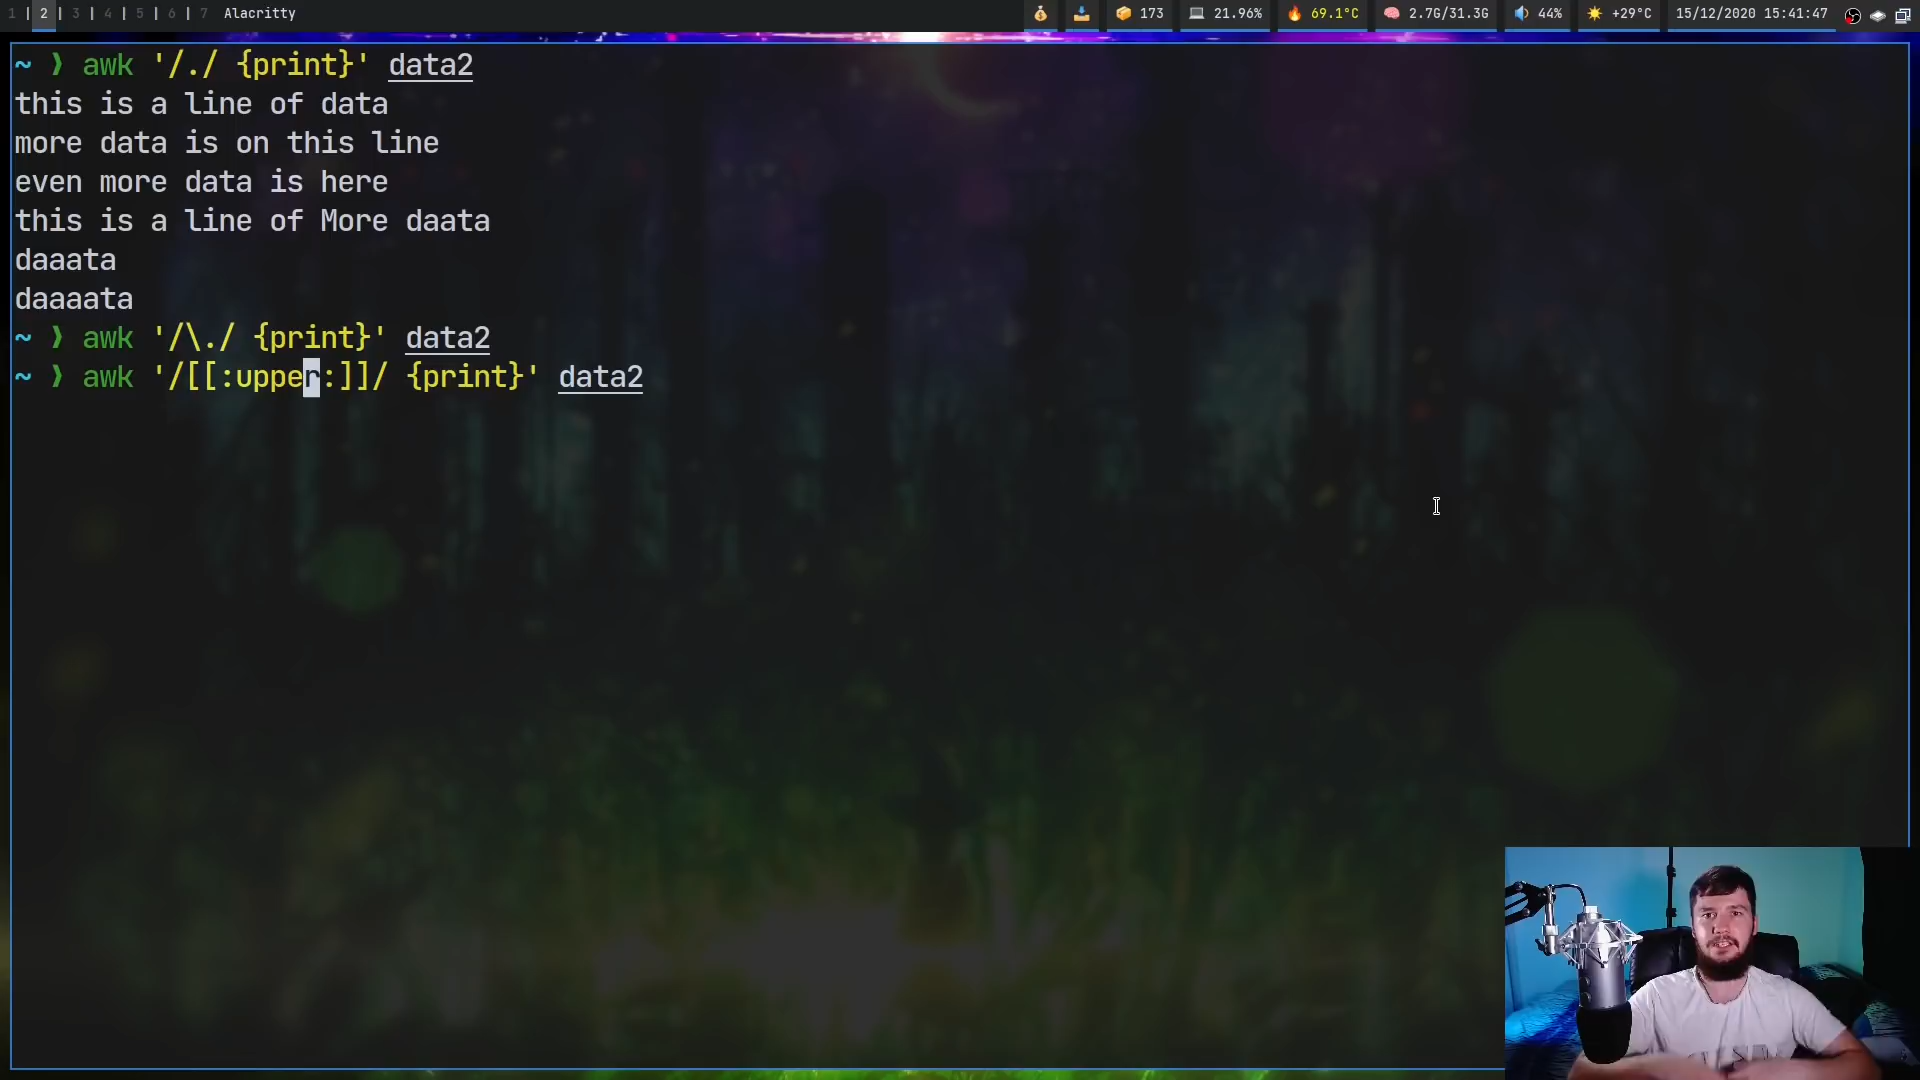 1 | 2 | 3 | 4 | 5 | 6 | 7 Alacritty 173 21.96% 69.1°C 2.7G/31.3G 44% +29°C 15/12/2020 15:41:47
~ ❱ awk '/./ {print}' data2
this is a line of data
more data is on this line
even more data is here
this is a line of More daata
daaata
daaaata
~ ❱ awk '/\./ {print}' data2
~ ❱ awk '/[[:upper:]]/ {print}' data2